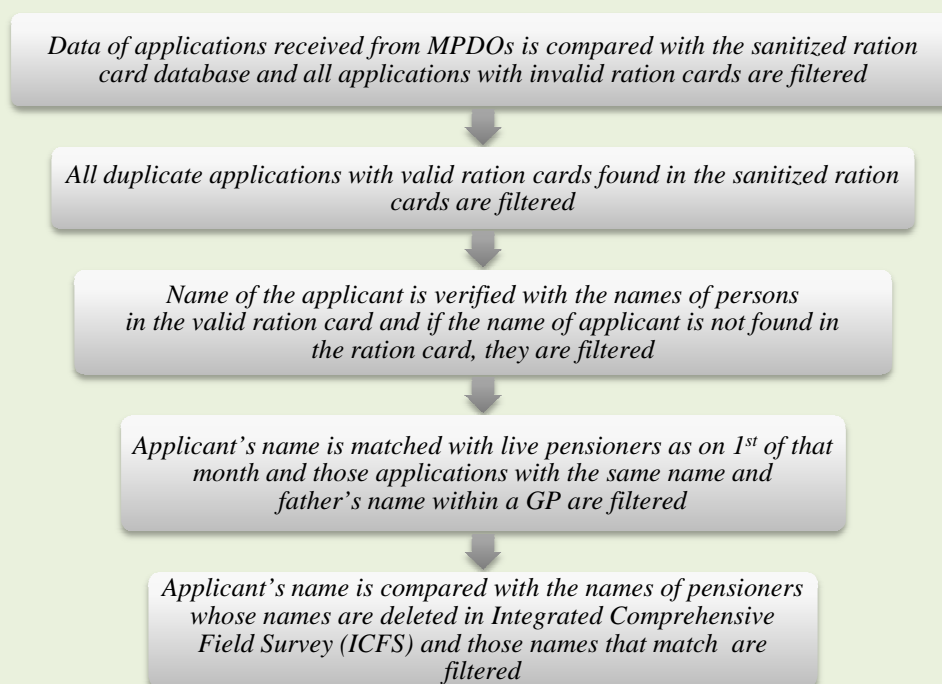 Data of applications received from MPDOs is compared with the sanitized ration
card database and all applications with invalid ration cards are filtered
All duplicate applications with valid ration cards found in the sanitized ration
cards are filtered
Name of the applicant is verified with the names of persons
in the valid ration card and if the name of applicant is not found in
the ration card, they are filtered
Applicant’s name is matched with live pensioners as on 1st of that
month and those applications with the same name and
father’s name within a GP are filtered
Applicant’s name is compared with the names of pensioners
whose names are deleted in Integrated Comprehensive
Field Survey (ICFS) and those names that match are
filtered